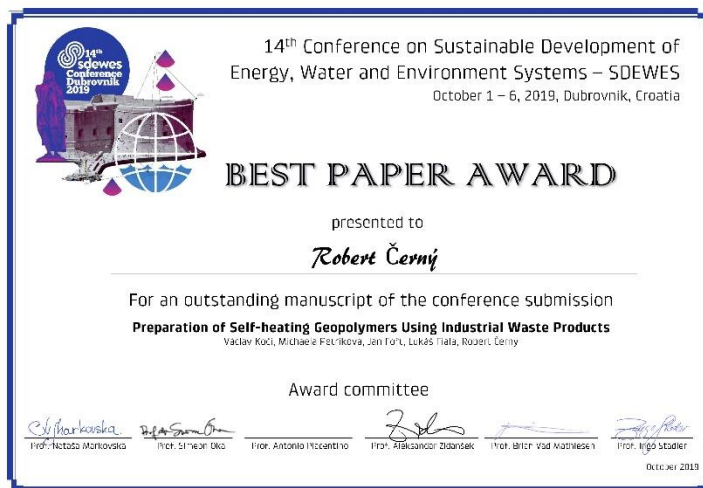 14th
sdewes
Conference
Dubrovnik
2019
14th Conference on Sustainable Development of
Energy, Water and Environment Systems – SDEWES
October 1 – 6, 2019, Dubrovnik, Croatia
BEST PAPER AWARD
presented to
Robert Černý
For an outstanding manuscript of the conference submission
Preparation of Self-heating Geopolymers Using Industrial Waste Products
Václav Kočí, Michaela Petříková, Jan Fořt, Lukáš Fiala, Robert Černý
Award committee
Prof. Nataša Markovska Prof. Simeon Oka Prof. Antonio Piacentino Prof. Aleksandar Zidanšek Prof. Brian Vad Mathiesen Prof. Ingo Stadler
October 2019